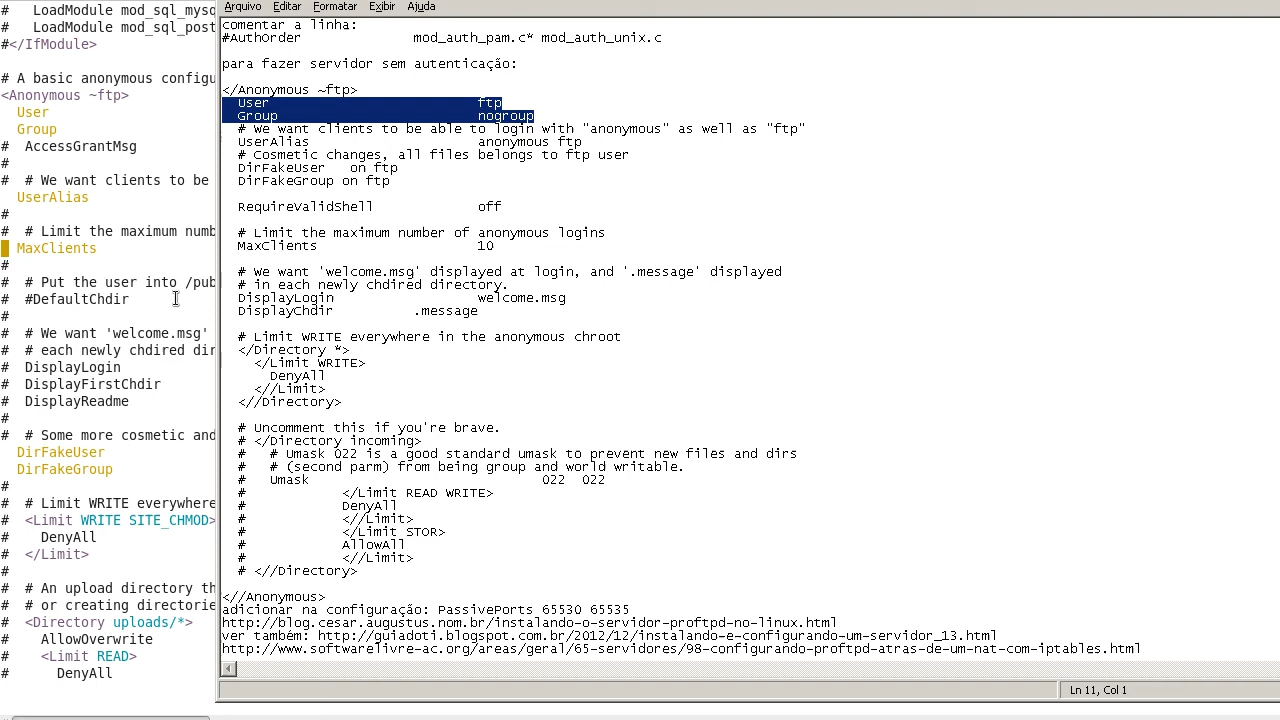 #   LoadModule mod_sql_mysq
#   LoadModule mod_sql_post
#</IfModule>
# A basic anonymous configu
<Anonymous ~ftp>
  User
  Group
#  AccessGrantMsg
#
#  # We want clients to be
  UserAlias
#
#  # Limit the maximum numb
  MaxClients
#
#  # Put the user into /pub
#  #DefaultChdir
#
#  # We want 'welcome.msg'
#  # each newly chdired dir
#  DisplayLogin
#  DisplayFirstChdir
#  DisplayReadme
#
#  # Some more cosmetic and
  DirFakeUser
  DirFakeGroup
#
#  # Limit WRITE everywhere
#  <Limit WRITE SITE_CHMOD>
#    DenyAll
#  </Limit>
#
#  # An upload directory th
#  # or creating directorie
#  <Directory uploads/*>
#    AllowOverwrite
#    <Limit READ>
#      DenyAll
Arquivo Editar Formatar Exibir Ajuda
comentar a linha:
#AuthOrder              mod_auth_pam.c* mod_auth_unix.c
para fazer servidor sem autenticação:
</Anonymous ~ftp>
  User                          ftp
  Group                         nogroup
  # We want clients to be able to login with "anonymous" as well as "ftp"
  UserAlias                     anonymous ftp
  # Cosmetic changes, all files belongs to ftp user
  DirFakeUser   on ftp
  DirFakeGroup on ftp
  RequireValidShell             off
  # Limit the maximum number of anonymous logins
  MaxClients                    10
  # We want 'welcome.msg' displayed at login, and '.message' displayed
  # in each newly chdired directory.
  DisplayLogin                  welcome.msg
  DisplayChdir          .message
  # Limit WRITE everywhere in the anonymous chroot
  </Directory *>
    </Limit WRITE>
      DenyAll
    <//Limit>
  <//Directory>
  # Uncomment this if you're brave.
  # </Directory incoming>
  #   # Umask 022 is a good standard umask to prevent new files and dirs
  #   # (second parm) from being group and world writable.
  #   Umask                             022  022
  #            </Limit READ WRITE>
  #            DenyAll
  #            <//Limit>
  #            </Limit STOR>
  #            AllowAll
  #            <//Limit>
  # <//Directory>
<//Anonymous>
adicionar na configuração: PassivePorts 65530 65535
http://blog.cesar.augustus.nom.br/instalando-o-servidor-proftpd-no-linux.html
ver também: http://guiadoti.blogspot.com.br/2012/12/instalando-e-configurando-um-servidor_13.html
http://www.softwarelivre-ac.org/areas/geral/65-servidores/98-configurando-proftpd-atras-de-um-nat-com-iptables.html
Ln 11, Col 1